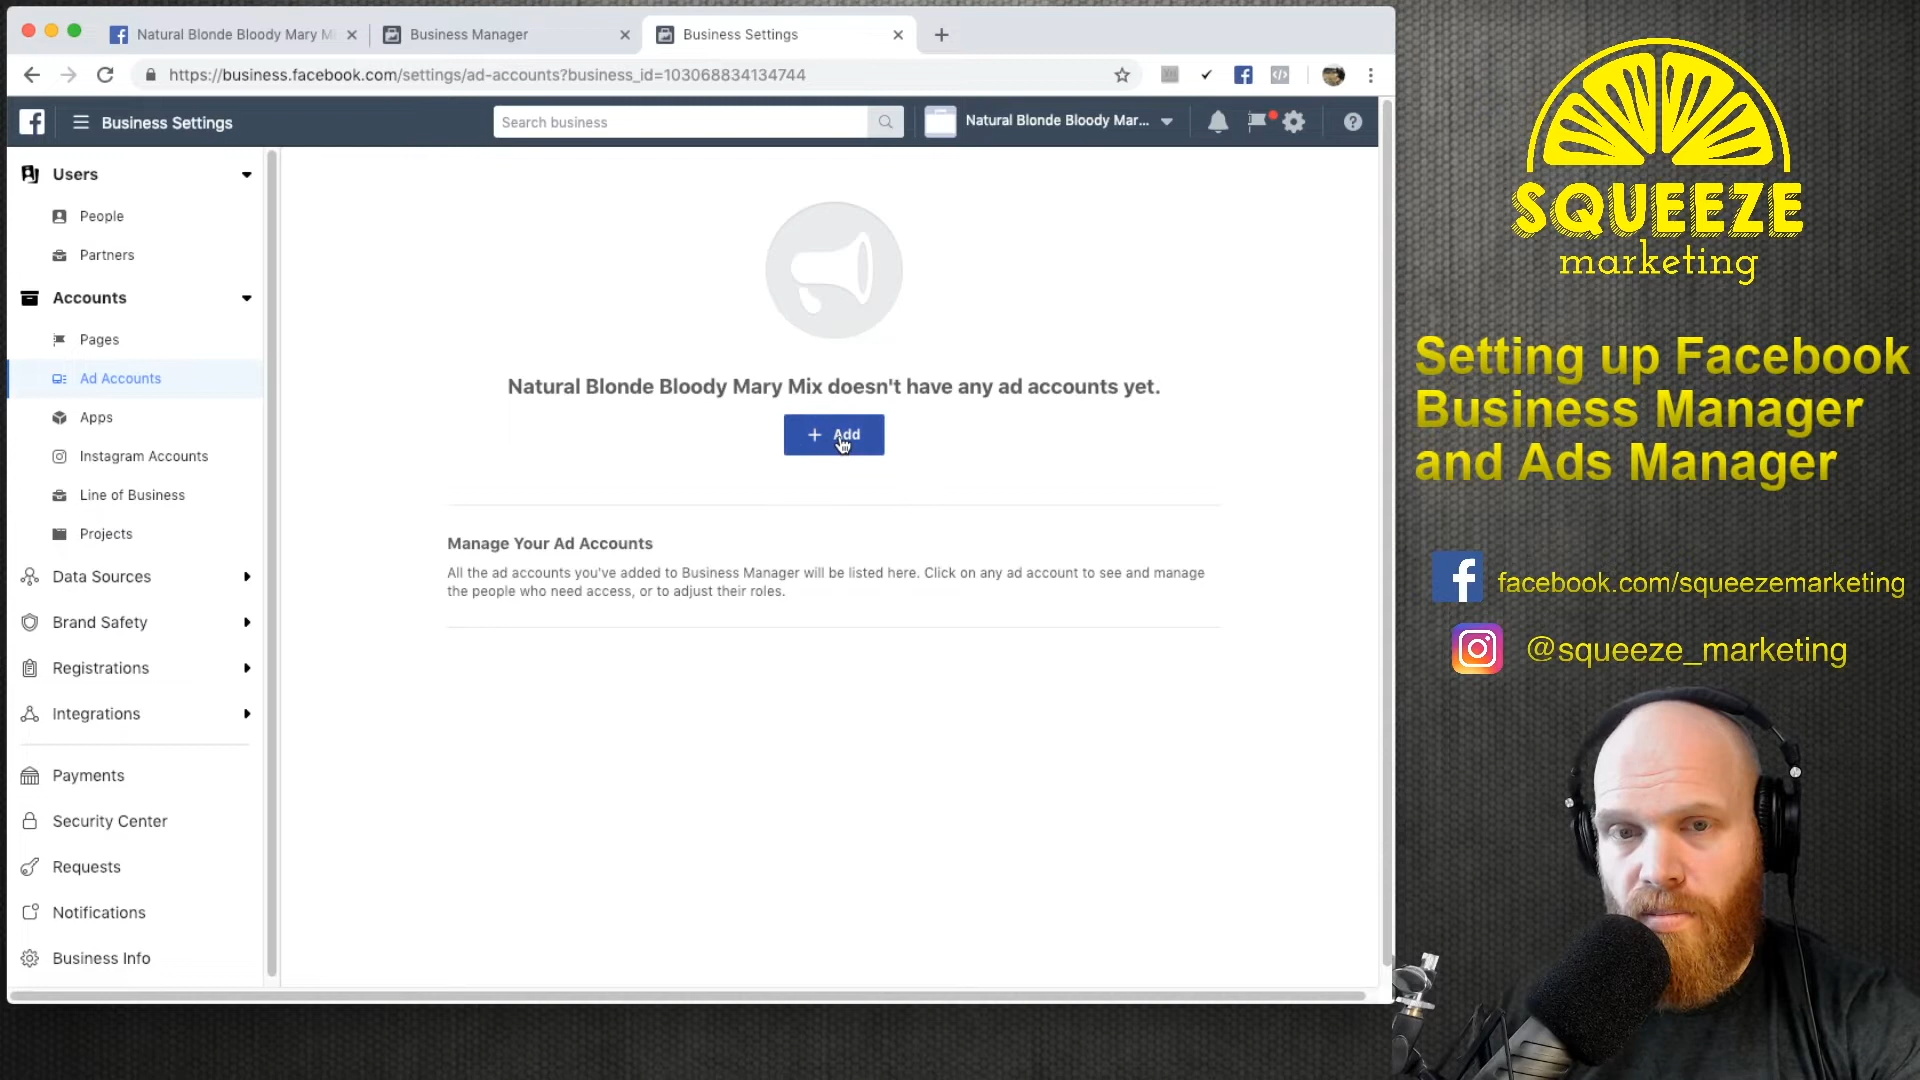 Natural Blonde Bloody Mary M
Business Manager
Business Settings
https://business.facebook.com/settings/ad-accounts?business_id=103068834134744
Business Settings
Search business
Natural Blonde Bloody Mar...
Users
People
Partners
Accounts
Pages
Ad Accounts
Apps
Instagram Accounts
Line of Business
Projects
Data Sources
Brand Safety
Registrations
Integrations
Payments
Security Center
Requests
Notifications
Business Info
Natural Blonde Bloody Mary Mix doesn't have any ad accounts yet.
+ Add
Manage Your Ad Accounts
All the ad accounts you've added to Business Manager will be listed here. Click on any ad account to see and manage
the people who need access, or to adjust their roles.
SQUEEZE
marketing
Setting up Facebook
Business Manager
and Ads Manager
facebook.com/squeezemarketing
@squeeze_marketing